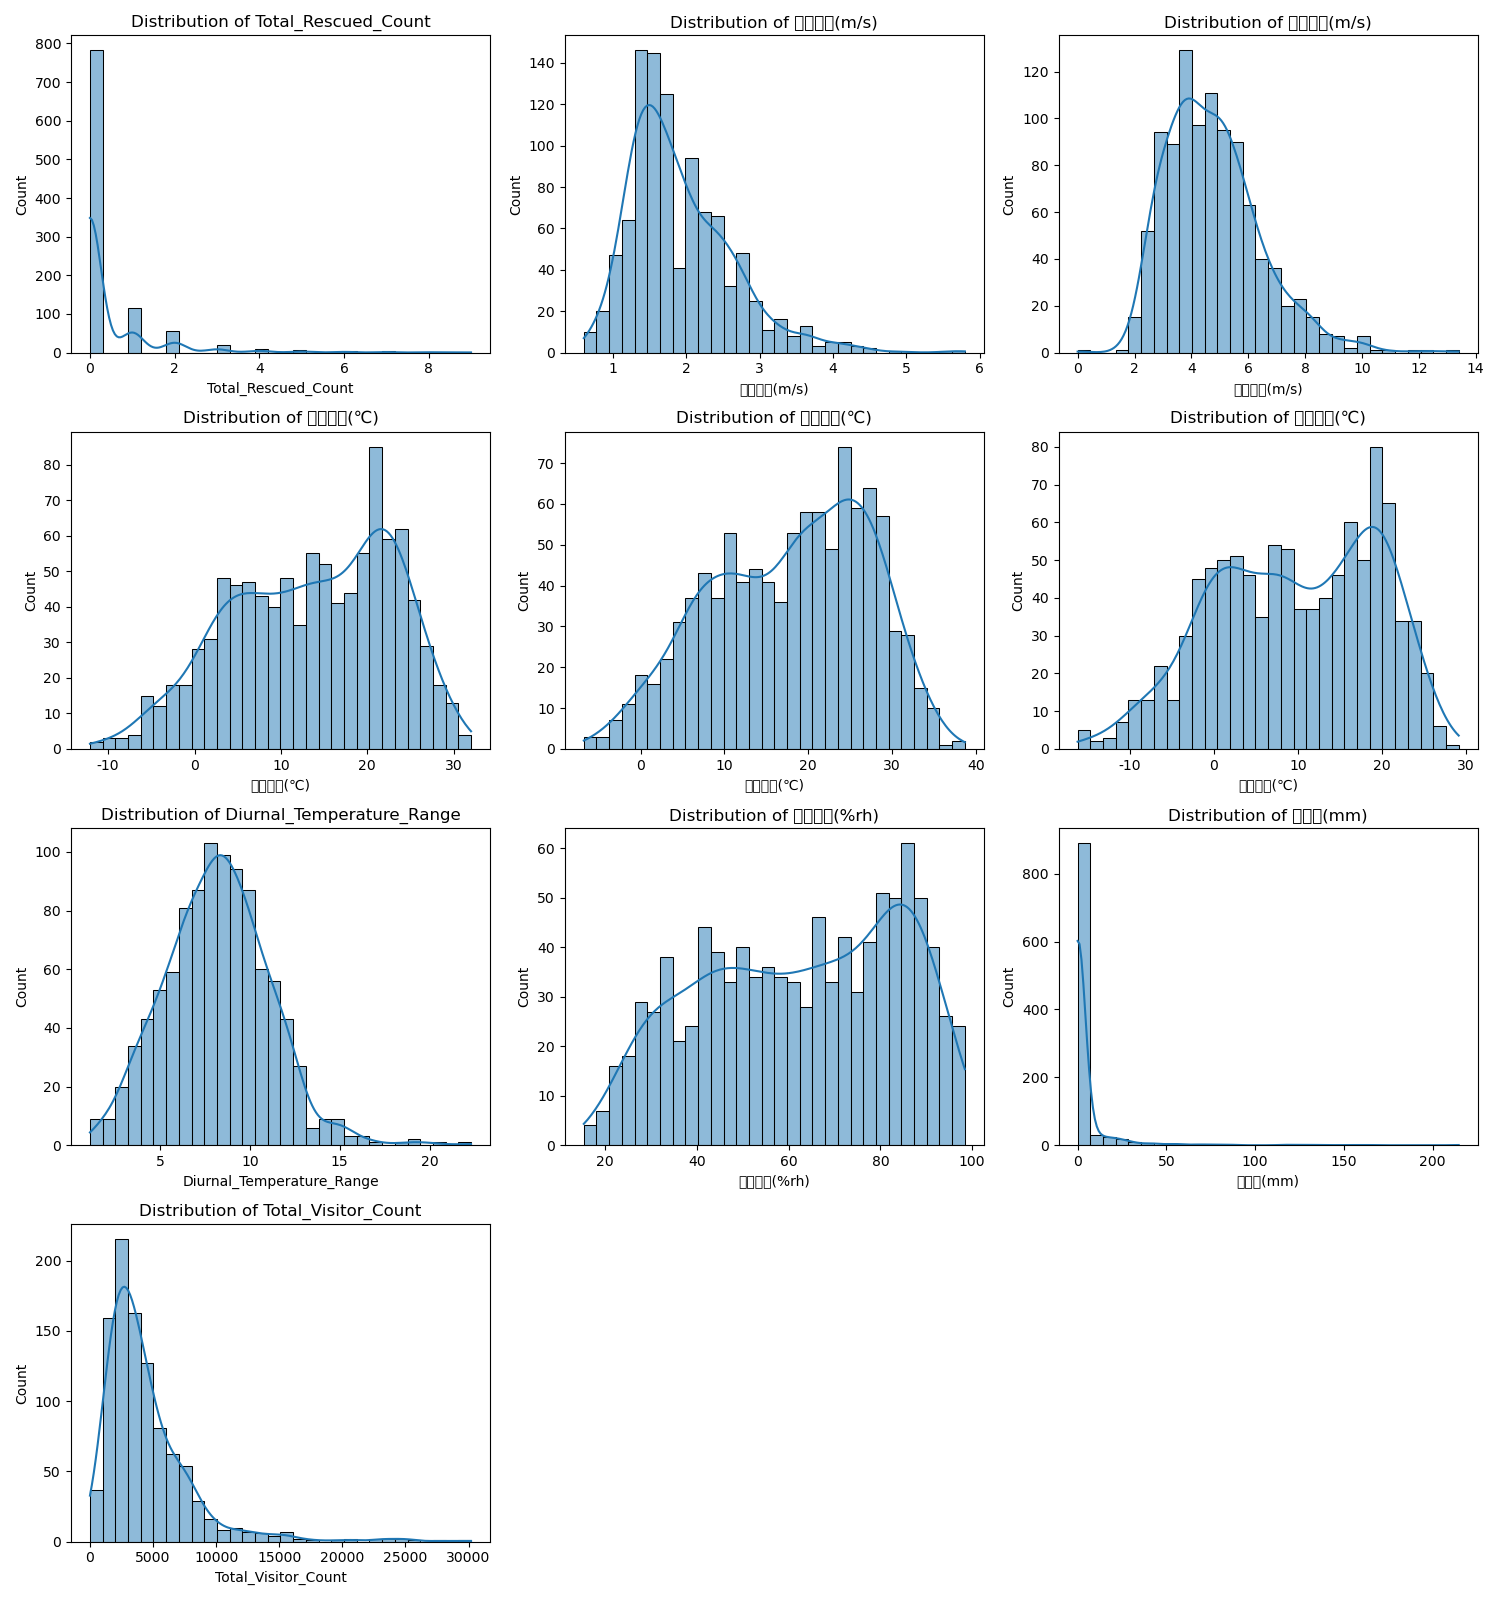 Distribution of Total_Rescued_Count
Count
800
700
600
500
400
300
200
100
0
0 2 4 6 8
Total_Rescued_Count
Distribution of (m/s)
Count
140
120
100
80
60
40
20
0
1 2 3 4 5 6
(m/s)
Distribution of (m/s)
Count
120
100
80
60
40
20
0
0 2 4 6 8 10 12 14
(m/s)
Distribution of (℃)
Count
80
70
60
50
40
30
20
10
0
-10 0 10 20 30
(℃)
Distribution of (℃)
Count
70
60
50
40
30
20
10
0
0 10 20 30 40
(℃)
Distribution of (℃)
Count
80
70
60
50
40
30
20
10
0
-10 0 10 20 30
(℃)
Distribution of Diurnal_Temperature_Range
Count
100
80
60
40
20
0
5 10 15 20
Diurnal_Temperature_Range
Distribution of (%rh)
Count
60
50
40
30
20
10
0
20 40 60 80 100
(%rh)
Distribution of (mm)
Count
800
600
400
200
0
0 50 100 150 200
(mm)
Distribution of Total_Visitor_Count
Count
200
150
100
50
0
0 5000 10000 15000 20000 25000 30000
Total_Visitor_Count